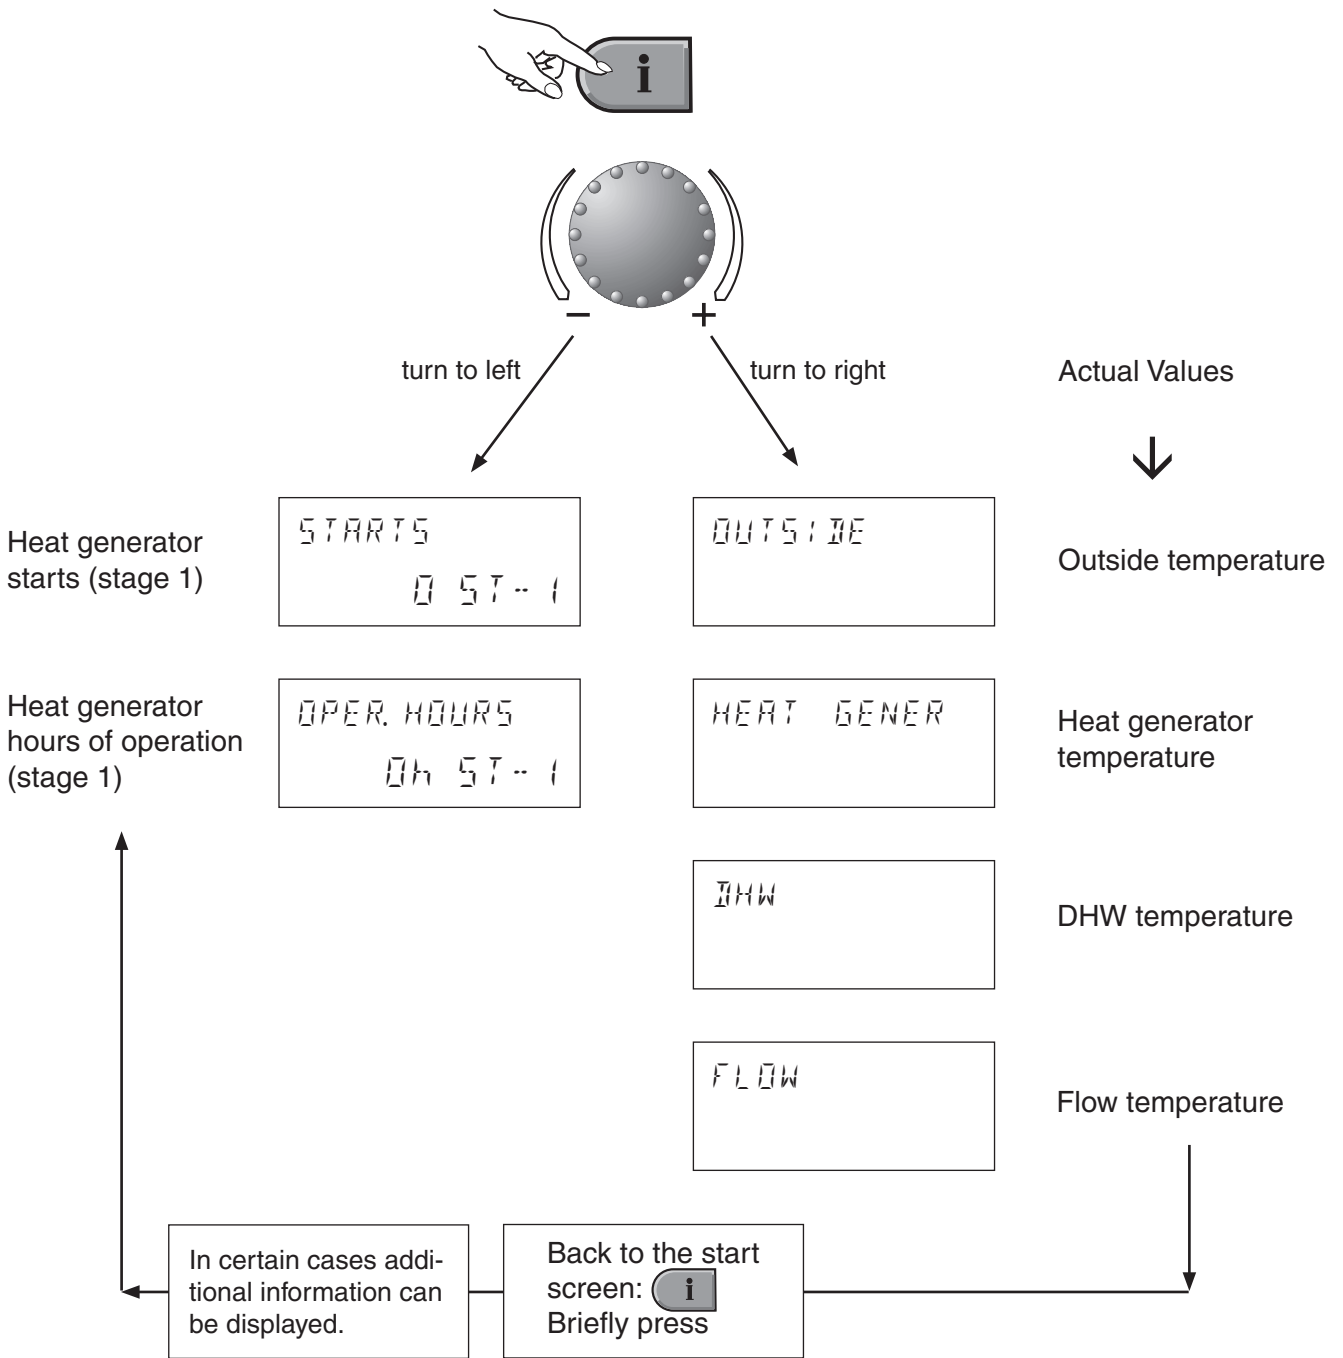 i
–
+
turn to left
turn to right
Actual Values
Heat generator
starts (stage 1)
STARTS
0 ST-1
OUTSIDE
Outside temperature
Heat generator
hours of operation
(stage 1)
OPER. HOURS
0h ST-1
HEAT GENER
Heat generator
temperature
DHW
DHW temperature
FLOW
Flow temperature
In certain cases addi-
tional information can
be displayed.
Back to the start
screen: i
Briefly press